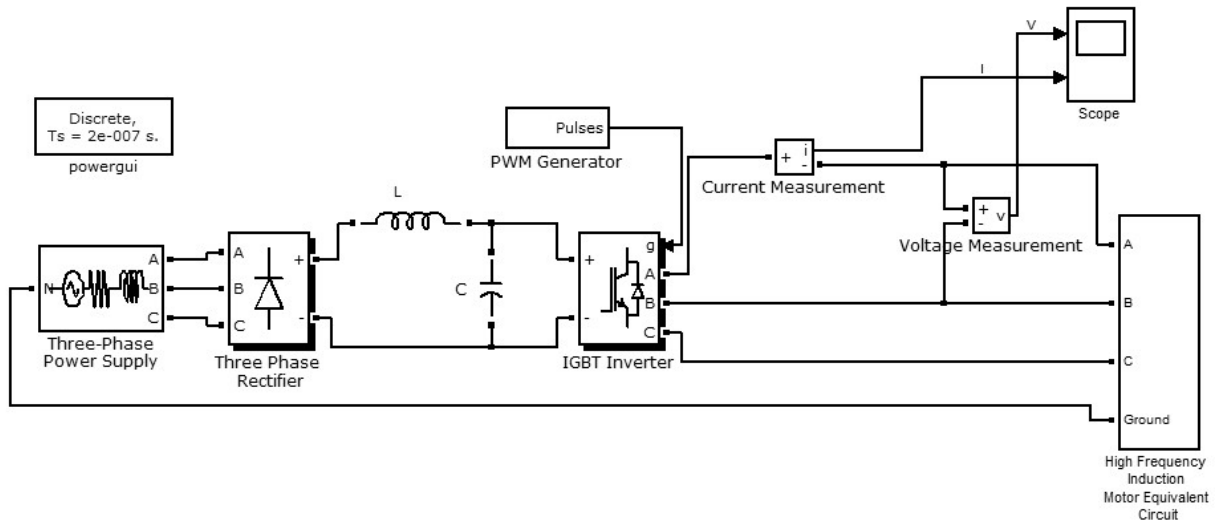 V
I
Scope
Discrete,
Ts = 2e-007 s.
powergui
Pulses
PWM Generator
+
i
-
Current Measurement
+
-
v
Voltage Measurement
L
C
N
A
B
C
Three-Phase
Power Supply
A
B
C
+
-
Three Phase
Rectifier
+
-
g
A
B
C
IGBT Inverter
A
B
C
Ground
High Frequency
Induction
Motor Equivalent
Circuit